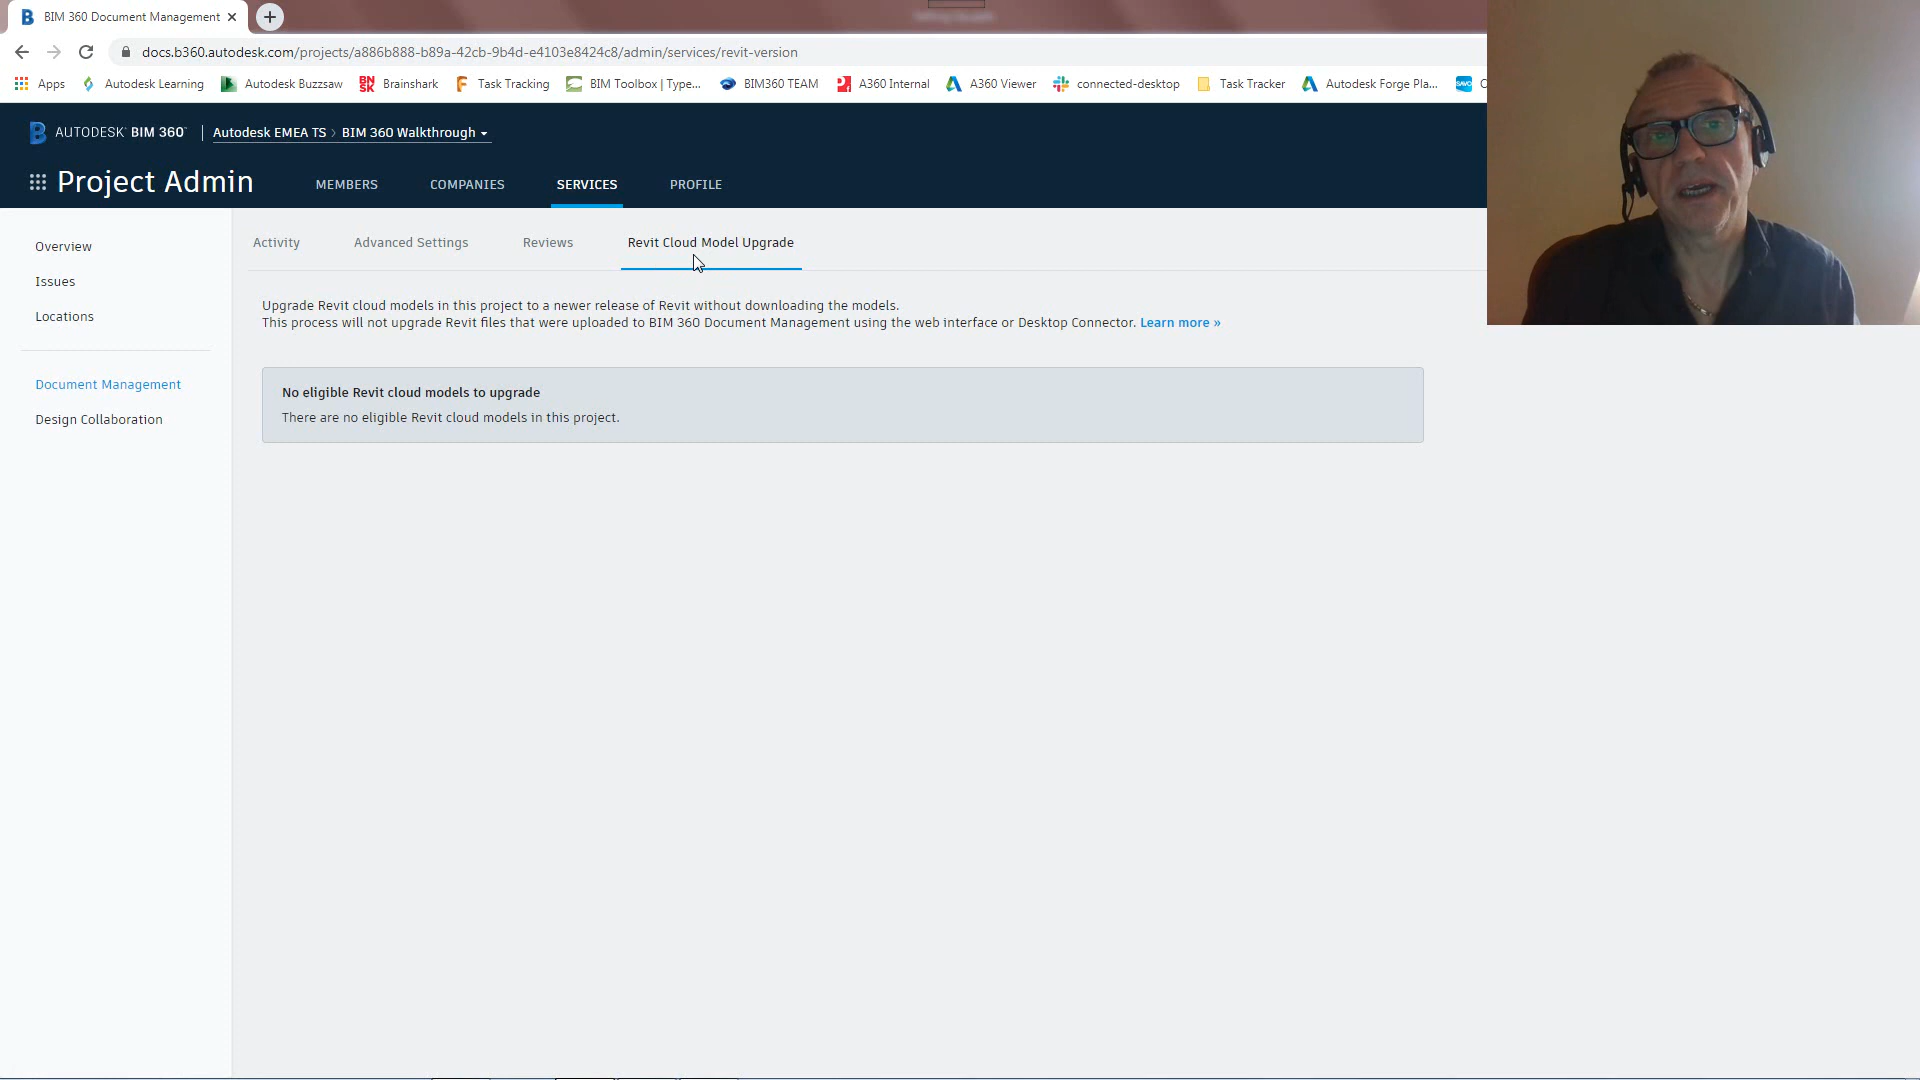 BIM 360 Document Management
docs.b360.autodesk.com/projects/a886b888-b89a-42cb-9b4d-e4103e8424c8/admin/services/revit-version
Apps Autodesk Learning Autodesk Buzzsaw Brainshark Task Tracking BIM Toolbox | Type... BIM360 TEAM A360 Internal A360 Viewer connected-desktop Task Tracker Autodesk Forge Pla...
AUTODESK BIM 360 Autodesk EMEA TS > BIM 360 Walkthrough
Project Admin MEMBERS COMPANIES SERVICES PROFILE
Overview
Issues
Locations
Document Management
Design Collaboration
Activity Advanced Settings Reviews Revit Cloud Model Upgrade
Upgrade Revit cloud models in this project to a newer release of Revit without downloading the models.
This process will not upgrade Revit files that were uploaded to BIM 360 Document Management using the web interface or Desktop Connector. Learn more »
No eligible Revit cloud models to upgrade
There are no eligible Revit cloud models in this project.